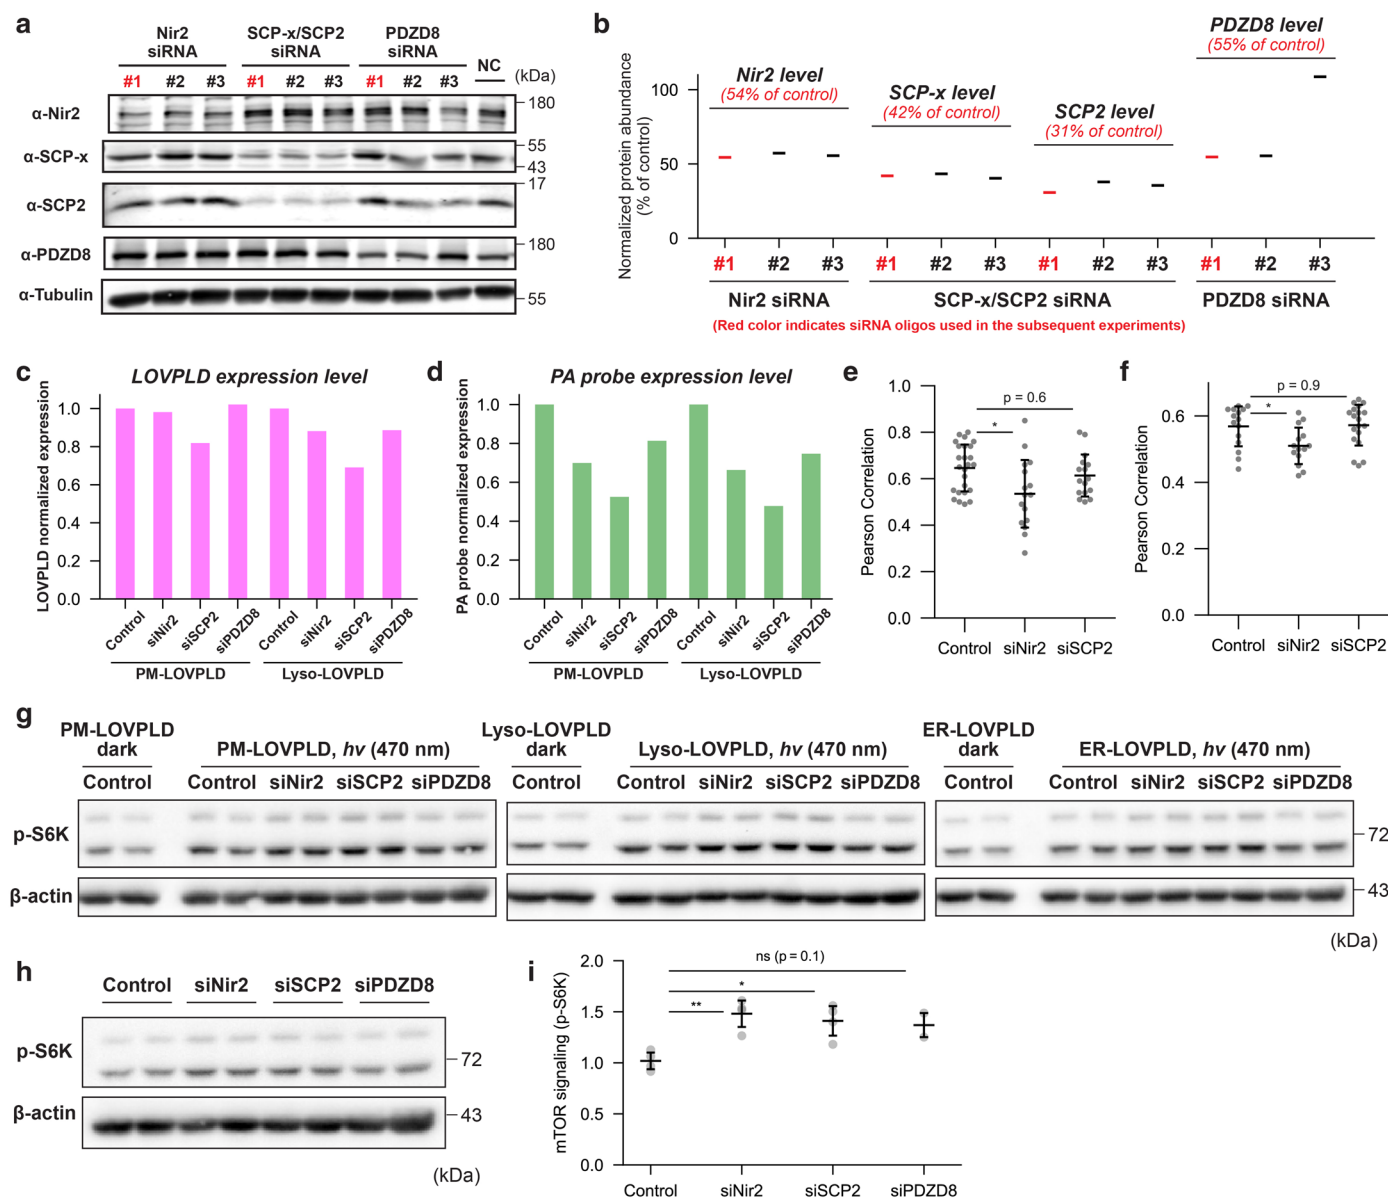 a
Nir2 siRNA
SCP-x/SCP2 siRNA
PDZD8 siRNA
NC
(kDa)
#1 #2 #3 #1 #2 #3 #1 #2 #3
α-Nir2
180
α-SCP-x
55
43
α-SCP2
17
α-PDZD8
180
α-Tubulin
55
b
Normalized protein abundance
(% of control)
100
50
0
Nir2 level
(54% of control)
SCP-x level
(42% of control)
SCP2 level
(31% of control)
PDZD8 level
(55% of control)
#1 #2 #3 #1 #2 #3 #1 #2 #3 #1 #2 #3
Nir2 siRNA
SCP-x/SCP2 siRNA
PDZD8 siRNA
(Red color indicates siRNA oligos used in the subsequent experiments)
c
LOVPLD expression level
LOVPLD normalized expression
1.0
0.8
0.6
0.4
0.2
0.0
Control siNir2 siSCP2 siPDZD8 Control siNir2 siSCP2 siPDZD8
PM-LOVPLD
Lyso-LOVPLD
d
PA probe expression level
PA probe normalized expression
1.0
0.8
0.6
0.4
0.2
0.0
Control siNir2 siSCP2 siPDZD8 Control siNir2 siSCP2 siPDZD8
PM-LOVPLD
Lyso-LOVPLD
e
Pearson Correlation
1.0
0.8
0.6
0.4
0.2
0.0
p = 0.6
*
Control siNir2 siSCP2
f
Pearson Correlation
0.6
0.4
0.2
0.0
p = 0.9
*
Control siNir2 siSCP2
g
PM-LOVPLD
dark
PM-LOVPLD, hv (470 nm)
Lyso-LOVPLD
dark
Lyso-LOVPLD, hv (470 nm)
ER-LOVPLD
dark
ER-LOVPLD, hv (470 nm)
Control Control siNir2 siSCP2 siPDZD8
Control Control siNir2 siSCP2 siPDZD8
Control Control siNir2 siSCP2 siPDZD8
p-S6K
72
β-actin
43
(kDa)
h
Control siNir2 siSCP2 siPDZD8
p-S6K
72
β-actin
43
(kDa)
i
mTOR signaling (p-S6K)
2.0
1.5
1.0
0.5
0.0
ns (p = 0.1)
*
**
Control siNir2 siSCP2 siPDZD8